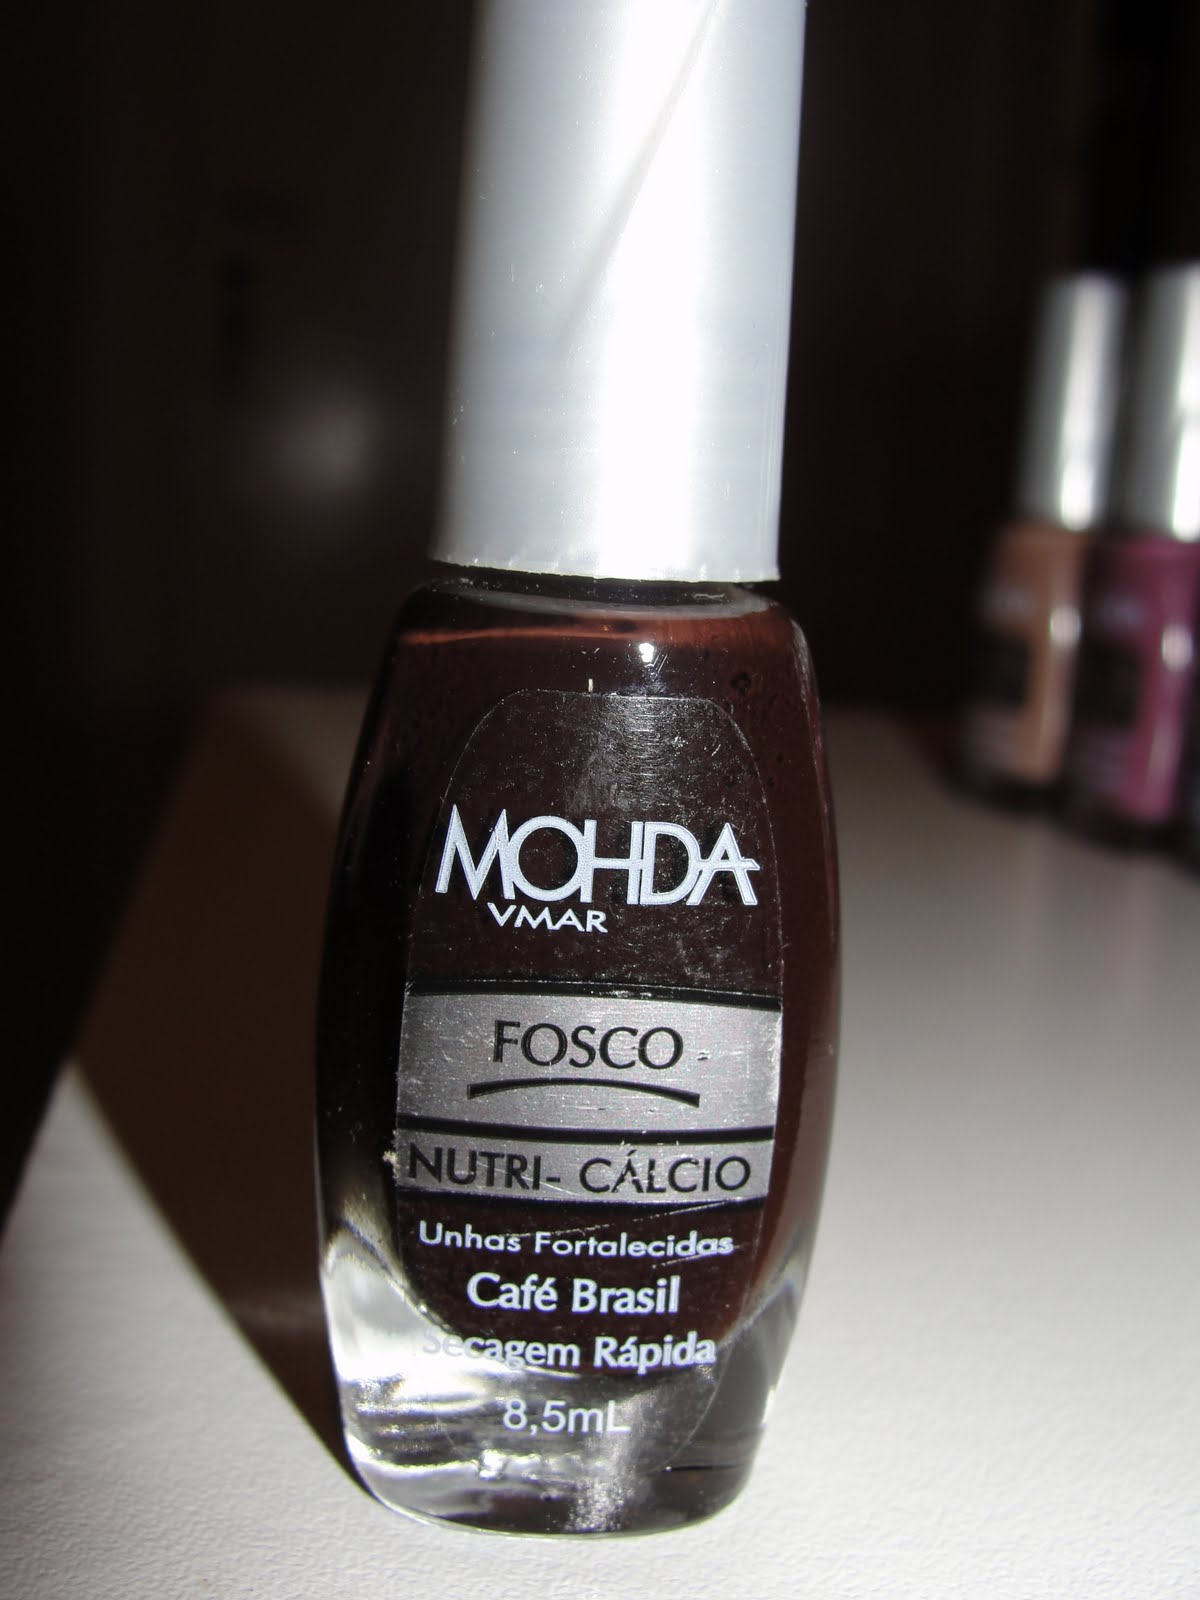 MOHDA
VMAR
FOSCO
NUTRI- CÁLCIO
Unhas Fortalecidas
Café Brasil
Secagem Rápida
8,5mL